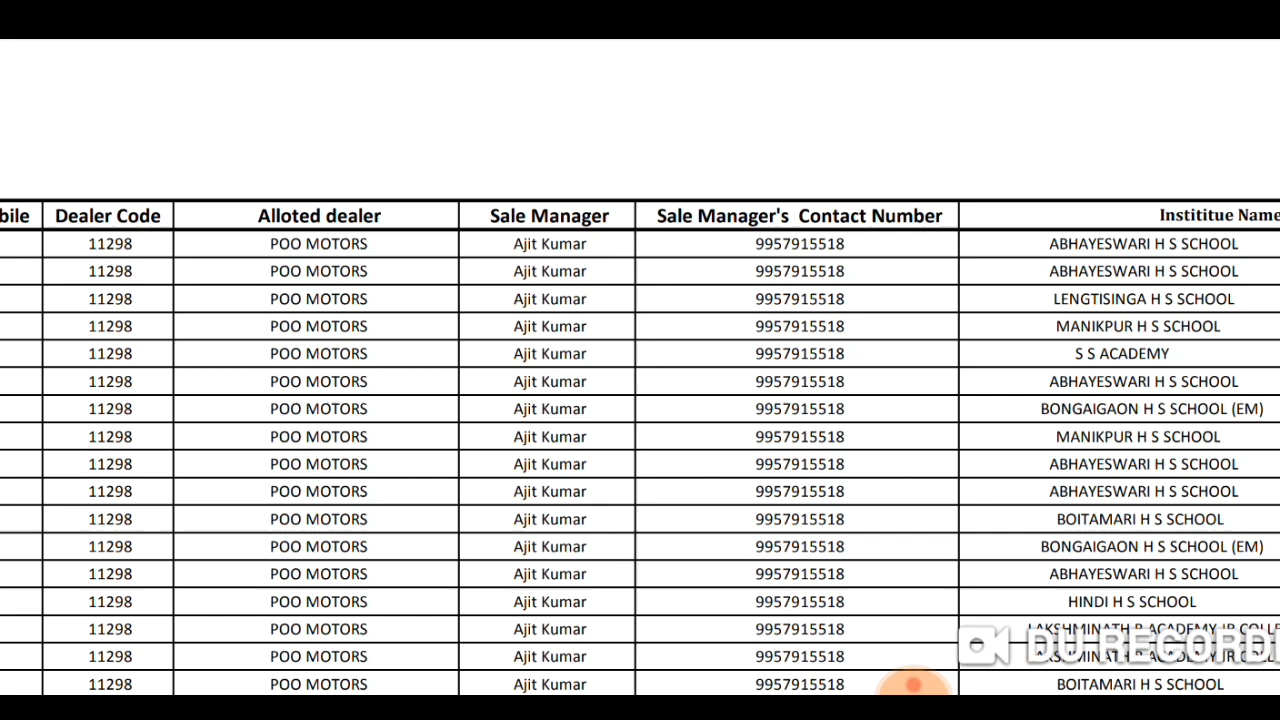 bile Dealer Code Alloted dealer Sale Manager Sale Manager's Contact Number Instititue Name
11298 POO MOTORS Ajit Kumar 9957915518 ABHAYESWARI H S SCHOOL
11298 POO MOTORS Ajit Kumar 9957915518 ABHAYESWARI H S SCHOOL
11298 POO MOTORS Ajit Kumar 9957915518 LENGTISINGA H S SCHOOL
11298 POO MOTORS Ajit Kumar 9957915518 MANIKPUR H S SCHOOL
11298 POO MOTORS Ajit Kumar 9957915518 S S ACADEMY
11298 POO MOTORS Ajit Kumar 9957915518 ABHAYESWARI H S SCHOOL
11298 POO MOTORS Ajit Kumar 9957915518 BONGAIGAON H S SCHOOL (EM)
11298 POO MOTORS Ajit Kumar 9957915518 MANIKPUR H S SCHOOL
11298 POO MOTORS Ajit Kumar 9957915518 ABHAYESWARI H S SCHOOL
11298 POO MOTORS Ajit Kumar 9957915518 ABHAYESWARI H S SCHOOL
11298 POO MOTORS Ajit Kumar 9957915518 BOITAMARI H S SCHOOL
11298 POO MOTORS Ajit Kumar 9957915518 BONGAIGAON H S SCHOOL (EM)
11298 POO MOTORS Ajit Kumar 9957915518 ABHAYESWARI H S SCHOOL
11298 POO MOTORS Ajit Kumar 9957915518 HINDI H S SCHOOL
11298 POO MOTORS Ajit Kumar 9957915518 LAKSHMINATH B ACADEMY JR COLLE
DU RECORD
11298 POO MOTORS Ajit Kumar 9957915518
11298 POO MOTORS Ajit Kumar 9957915518 BOITAMARI H S SCHOOL